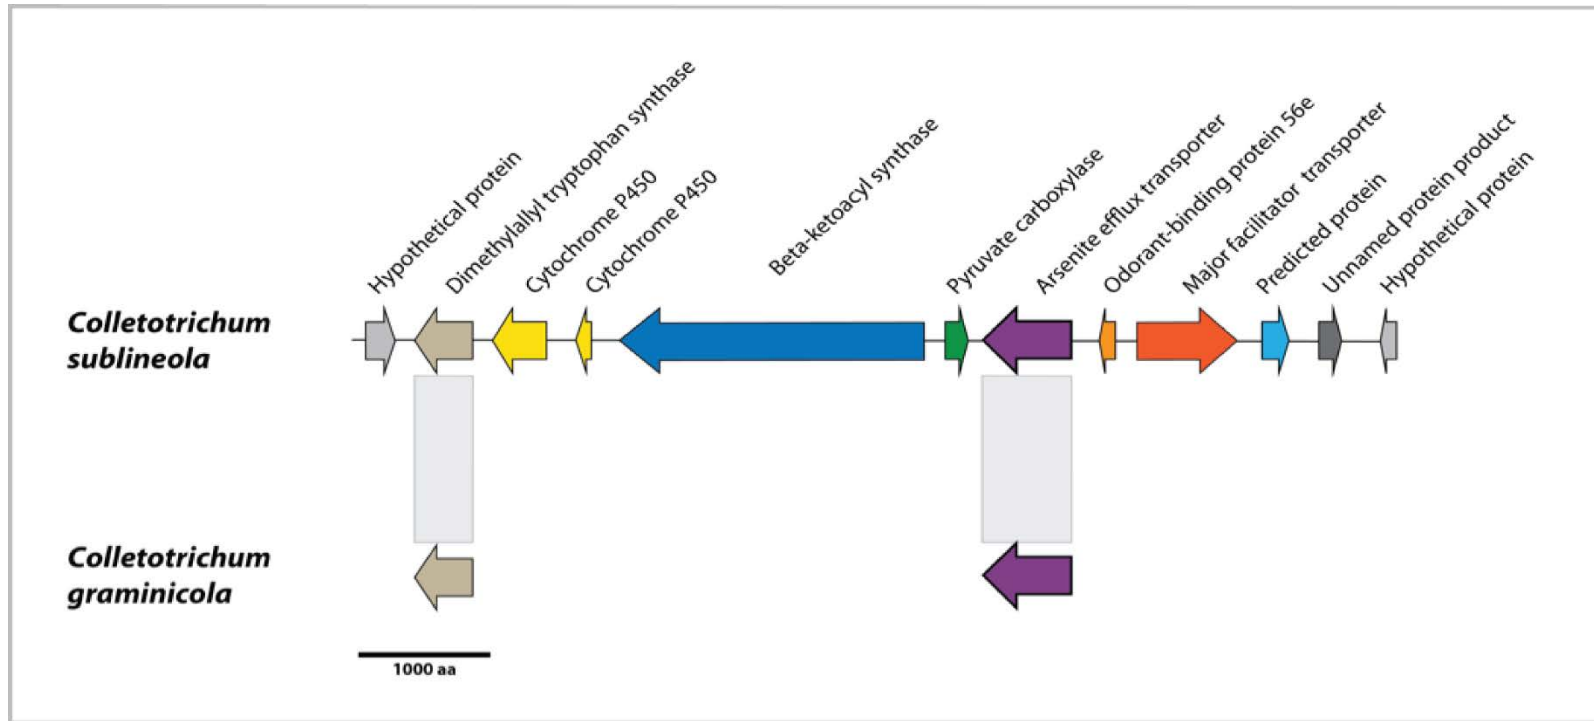 Hypothetical protein
Dimethylallyl tryptophan synthase
Cytochrome P450
Cytochrome P450
Beta-ketoacyl synthase
Pyruvate carboxylase
Arsenite efflux transporter
Odorant-binding protein 56e
Major facilitator transporter
Predicted protein
Unnamed protein product
Hypothetical protein
Colletotrichum
sublineola
Colletotrichum
graminicola
1000 aa